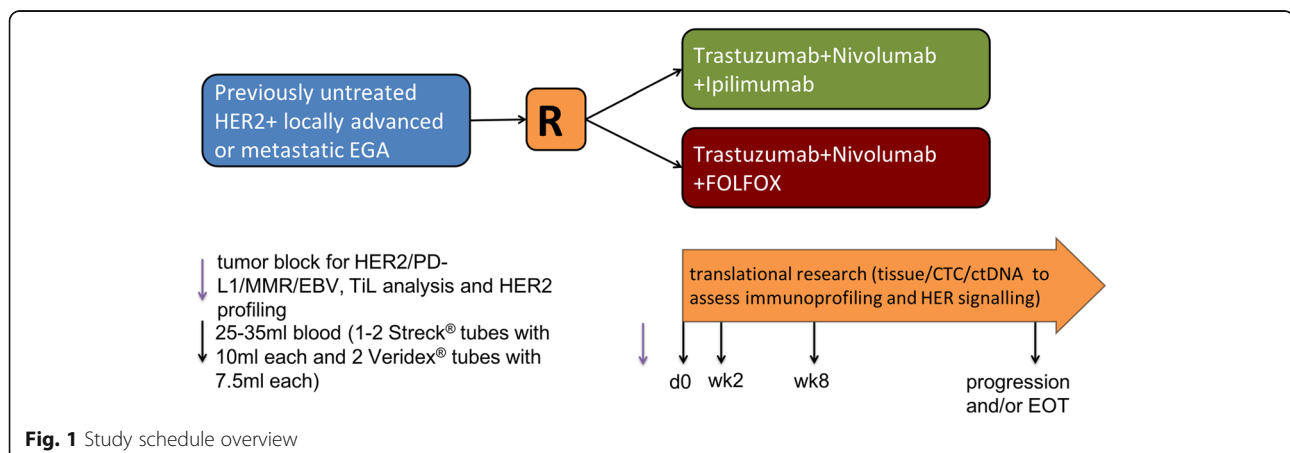 Previously untreated
HER2+ locally advanced
or metastatic EGA
R
Trastuzumab+Nivolumab
+Ipilimumab
Trastuzumab+Nivolumab
+FOLFOX
tumor block for HER2/PD-
L1/MMR/EBV, TiL analysis and HER2
profiling
25-35ml blood (1-2 Streck® tubes with
10ml each and 2 Veridex® tubes with
7.5ml each)
translational research (tissue/CTC/ctDNA to
assess immunoprofiling and HER signalling)
d0 wk2 wk8 progression
and/or EOT
Fig. 1 Study schedule overview